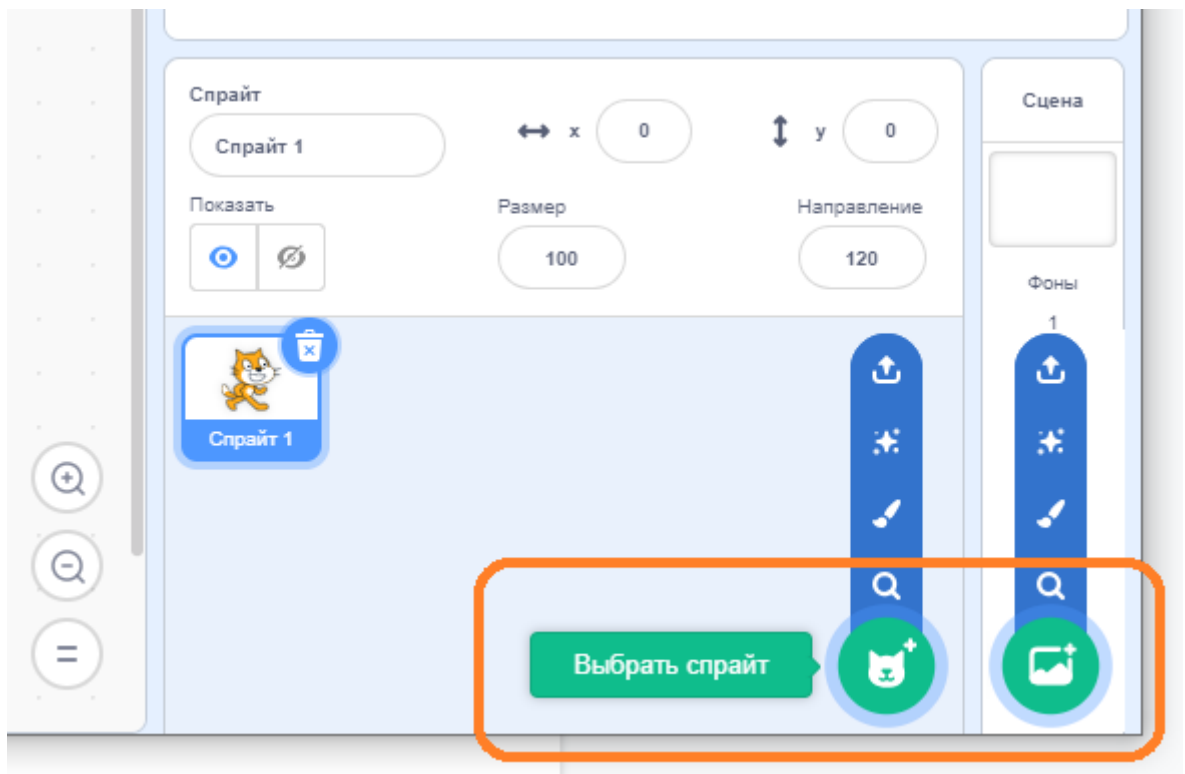 Спрайт
Спрайт 1
x 0
y 0
Показать
Размер
100
Направление
120
Спрайт 1
Выбрать спрайт
Сцена
Фоны
1